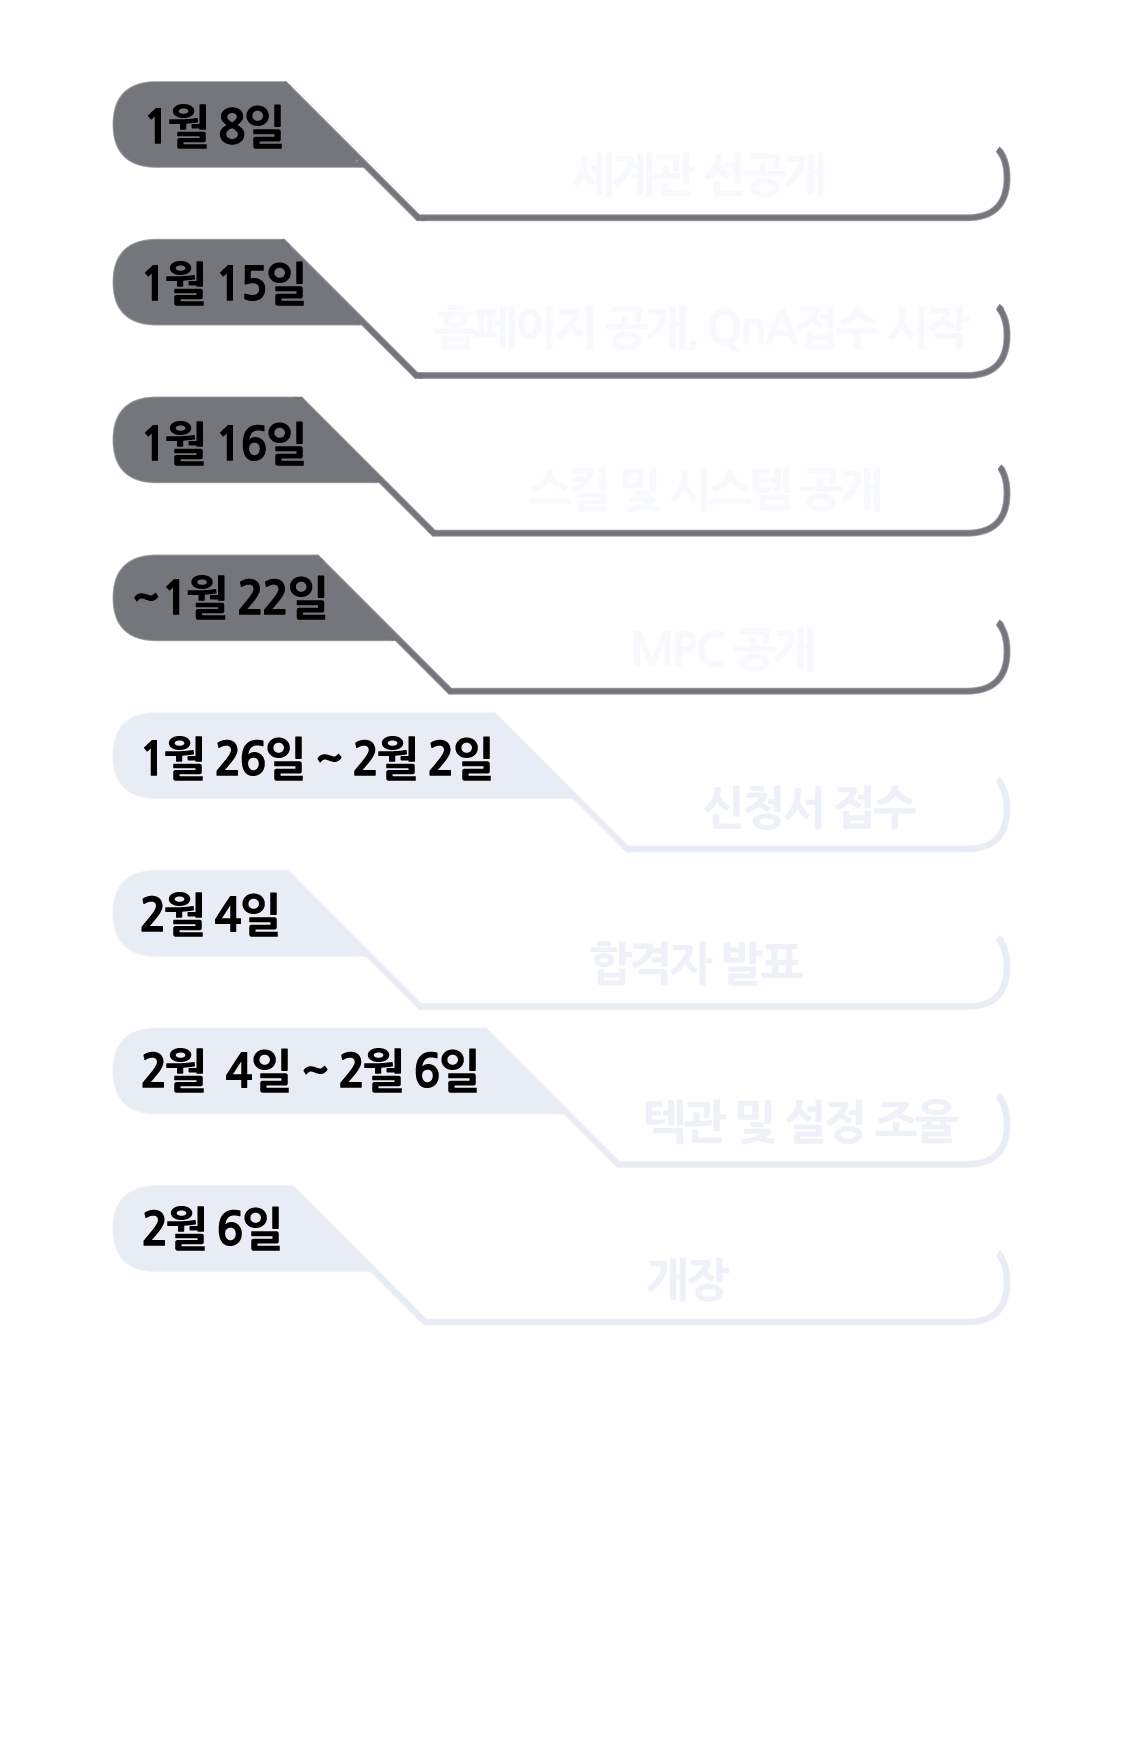 1월 8일
세계관 선공개
1월 15일
홈페이지 공개, QnA접수 시작
1월 16일
스킬 및 시스템 공개
~1월 22일
MPC 공개
1월 26일 ~ 2월 2일
신청서 접수
2월 4일
합격자 발표
2월  4일 ~ 2월 6일
텍관 및 설정 조율
2월 6일
개장